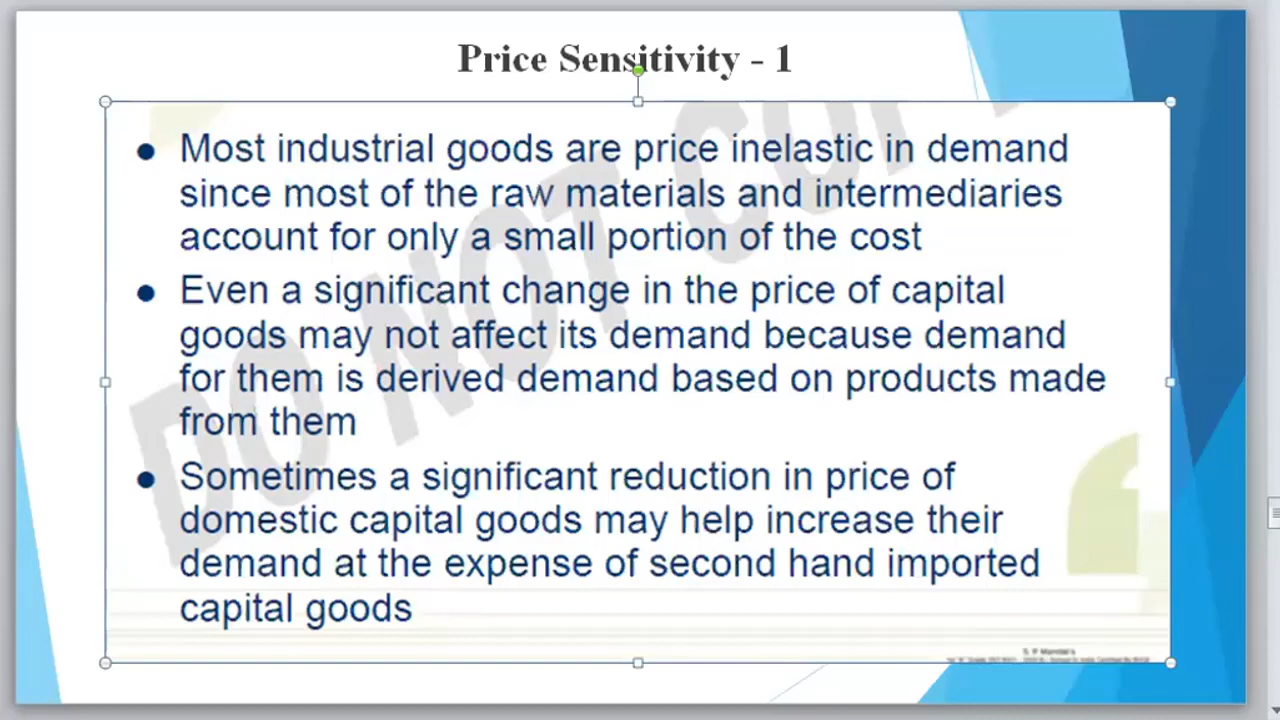 Price Sensitivity - 1
Most industrial goods are price inelastic in demand
since most of the raw materials and intermediaries
account for only a small portion of the cost
Even a significant change in the price of capital
goods may not affect its demand because demand
for them is derived demand based on products made
from them
Sometimes a significant reduction in price of
domestic capital goods may help increase their
demand at the expense of second hand imported
capital goods
DO NOT COPY
S. P. Mandali's